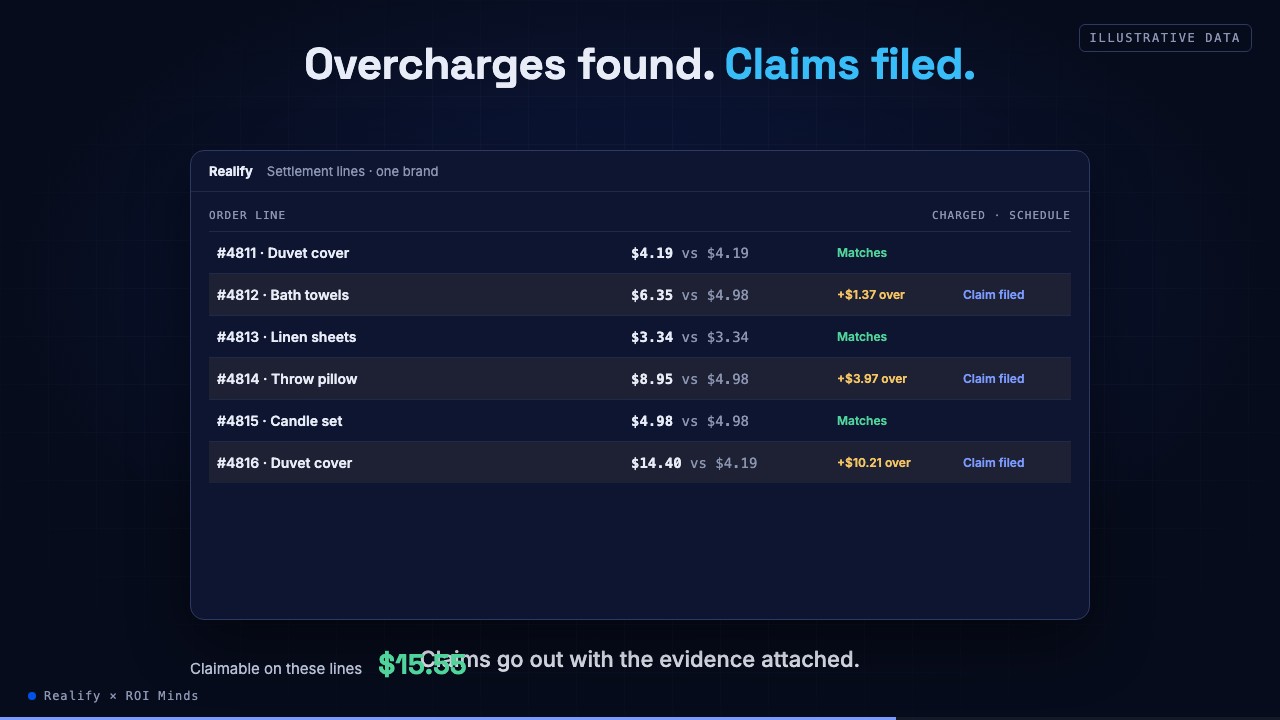 ILLUSTRATIVE DATA
Overcharges found. Claims filed.
Realify Settlement lines · one brand
ORDER LINE CHARGED · SCHEDULE
#4811 · Duvet cover $4.19 vs $4.19 Matches
#4812 · Bath towels $6.35 vs $4.98 +$1.37 over Claim filed
#4813 · Linen sheets $3.34 vs $3.34 Matches
#4814 · Throw pillow $8.95 vs $4.98 +$3.97 over Claim filed
#4815 · Candle set $4.98 vs $4.98 Matches
#4816 · Duvet cover $14.40 vs $4.19 +$10.21 over Claim filed
Claimable on these lines $15.55
Claims go out with the evidence attached.
Realify × ROI Minds